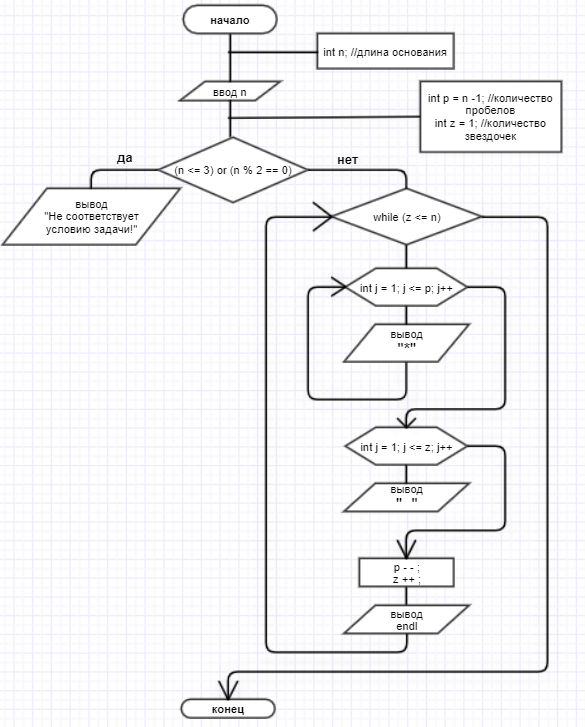 начало
int n; //длина основания
ввод n
int p = n -1; //количество
пробелов
int z = 1; //количество
звездочек
да
(n <= 3) or (n % 2 == 0)
нет
вывод
"Не соответствует
условию задачи!"
while (z <= n)
int j = 1; j <= p; j++
вывод
"*"
int j = 1; j <= z; j++
вывод
" "
p - - ;
z ++ ;
вывод
endl
конец